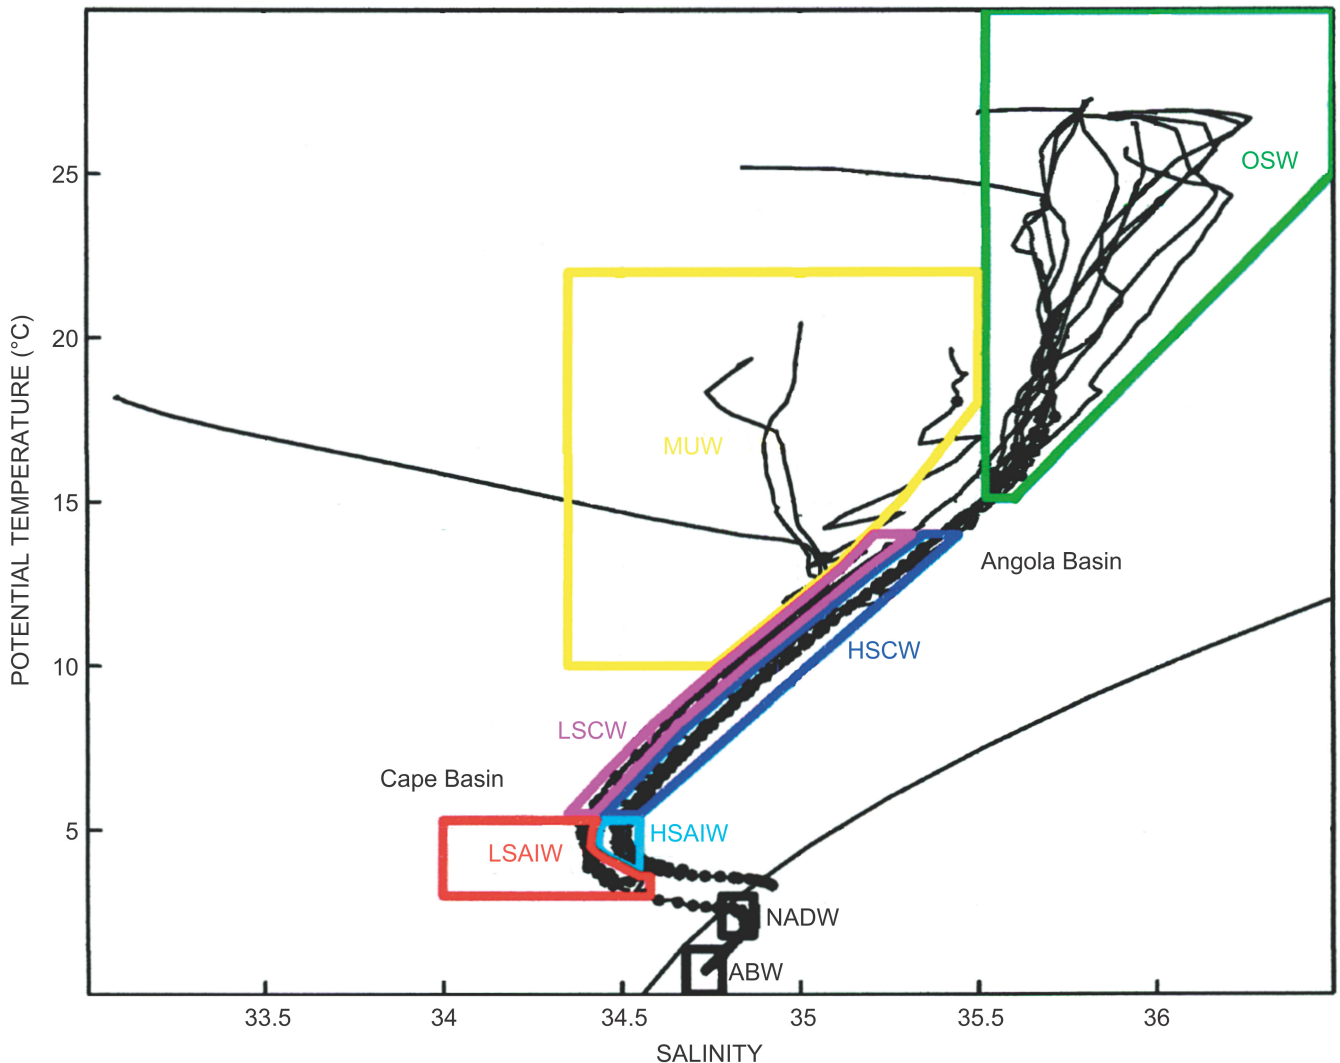 OSW
25
20
POTENTIAL TEMPERATURE (°C)
MUW
15
Angola Basin
10
HSCW
LSCW
Cape Basin
5
HSAIW
LSAIW
NADW
ABW
33.5 34 34.5 35 35.5 36
SALINITY